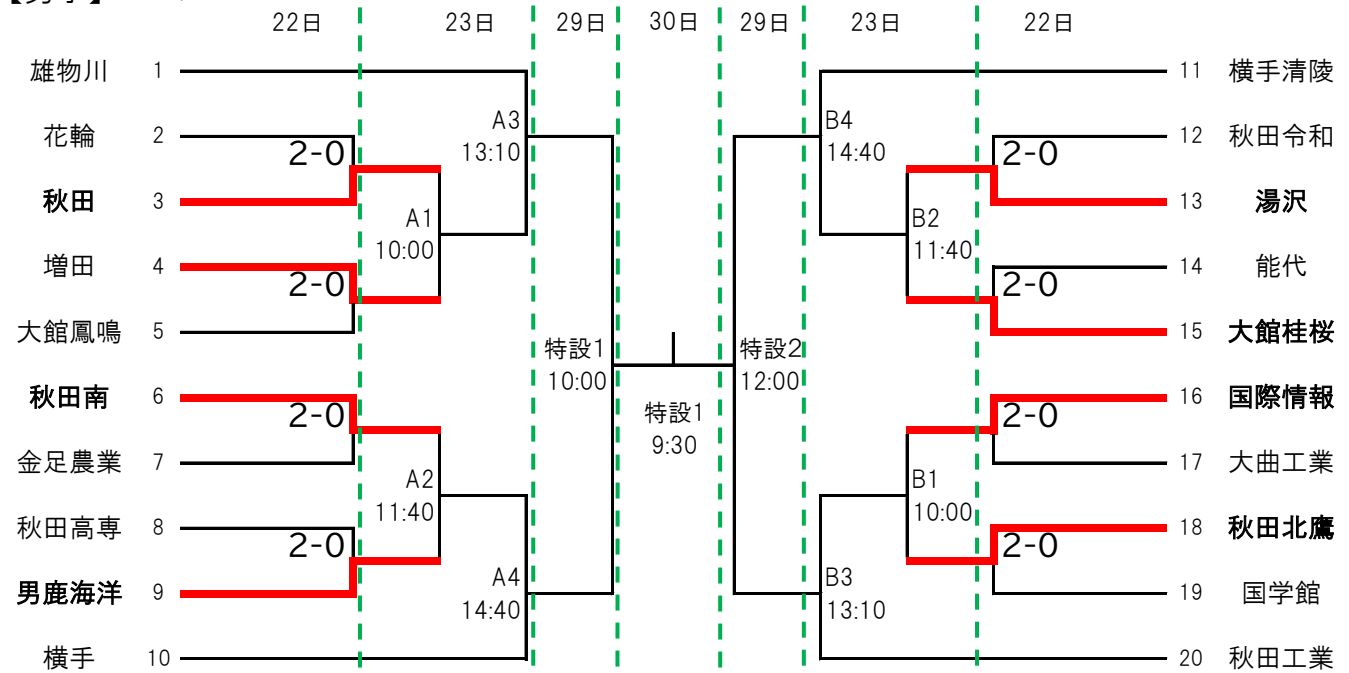 22日 23日 29日 30日 29日 23日 22日
雄物川 1
花輪 2
秋田 3
増田 4
大館鳳鳴 5
秋田南 6
金足農業 7
秋田高専 8
男鹿海洋 9
横手 10
2-0
2-0
2-0
2-0
A1
10:00
A2
11:40
A3
13:10
A4
14:40
特設1
10:00
特設1
9:30
特設2
12:00
B4
14:40
B3
13:10
B2
11:40
B1
10:00
2-0
2-0
2-0
2-0
11 横手清陵
12 秋田令和
13 湯沢
14 能代
15 大館桂桜
16 国際情報
17 大曲工業
18 秋田北鷹
19 国学館
20 秋田工業